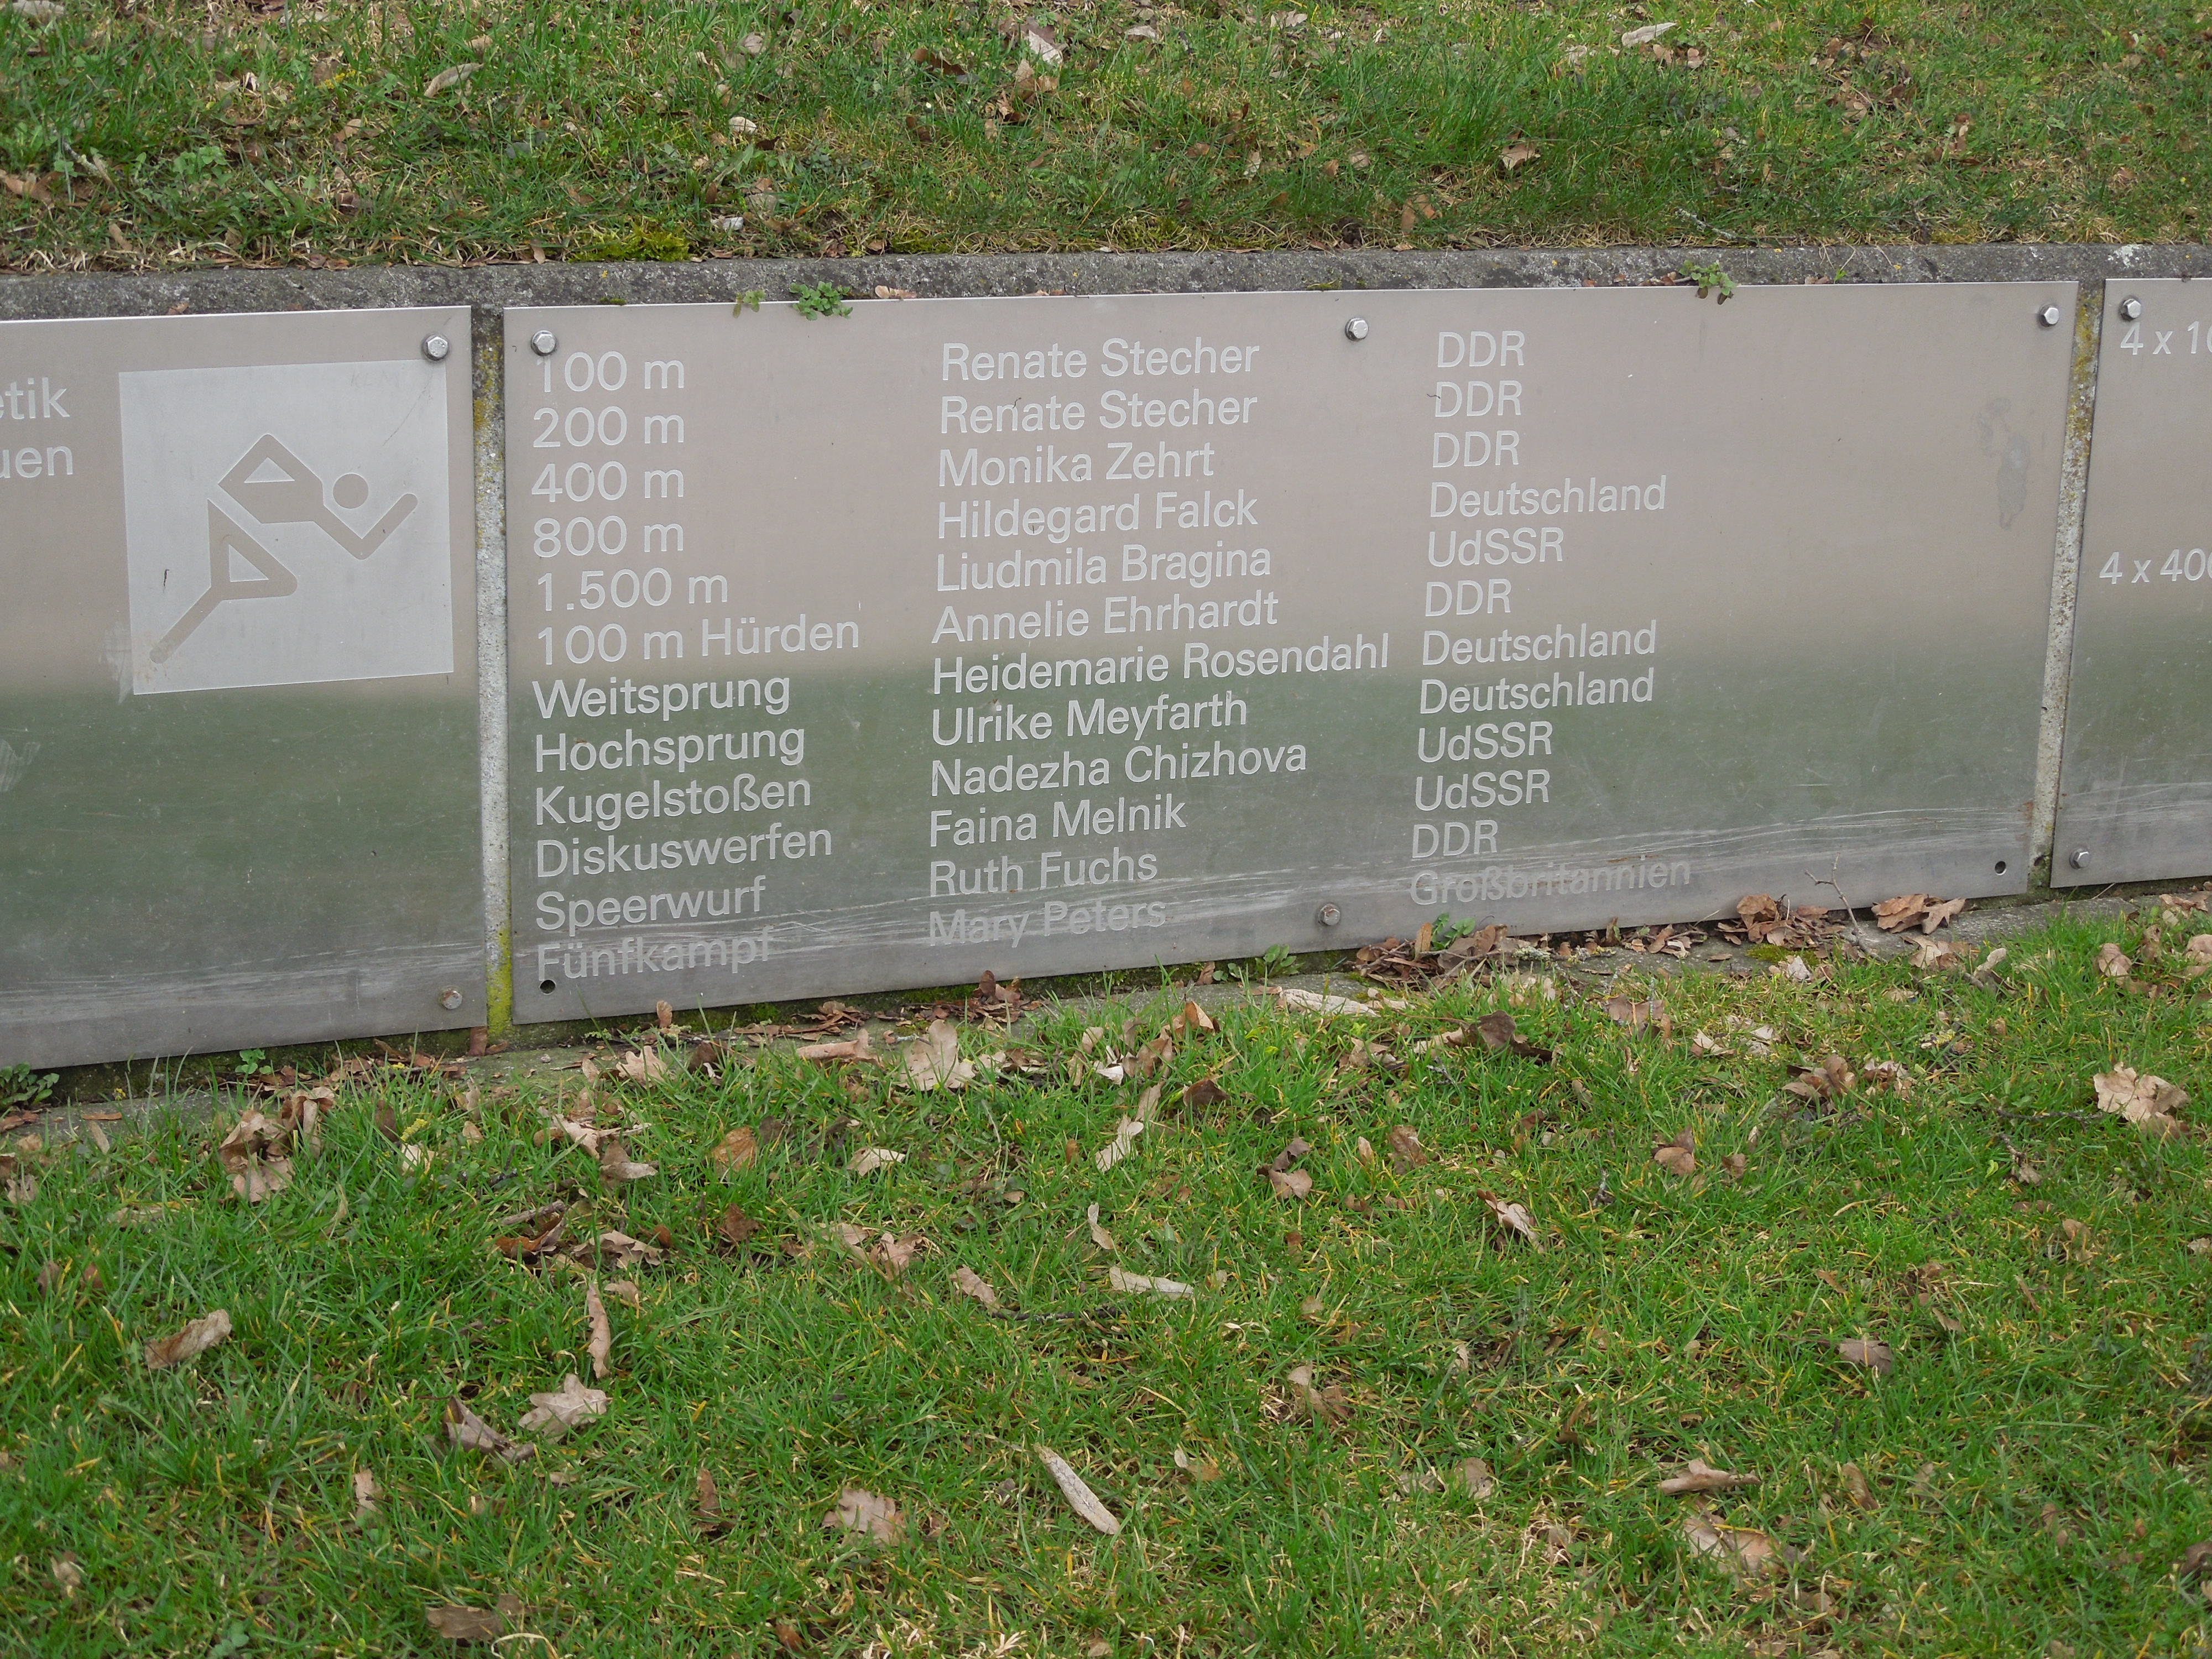 etik
uen
100 m Renate Stecher DDR
200 m Renate Stecher DDR
400 m Monika Zehrt DDR
800 m Hildegard Falck Deutschland
1.500 m Liudmila Bragina UdSSR
100 m Hürden Annelie Ehrhardt DDR
Weitsprung Heidemarie Rosendahl Deutschland
Hochsprung Ulrike Meyfarth Deutschland
Kugelstoßen Nadezha Chizhova UdSSR
Diskuswerfen Faina Melnik UdSSR
Speerwurf Ruth Fuchs DDR
Fünfkampf Mary Peters Großbritannien
4 x 10
4 x 400